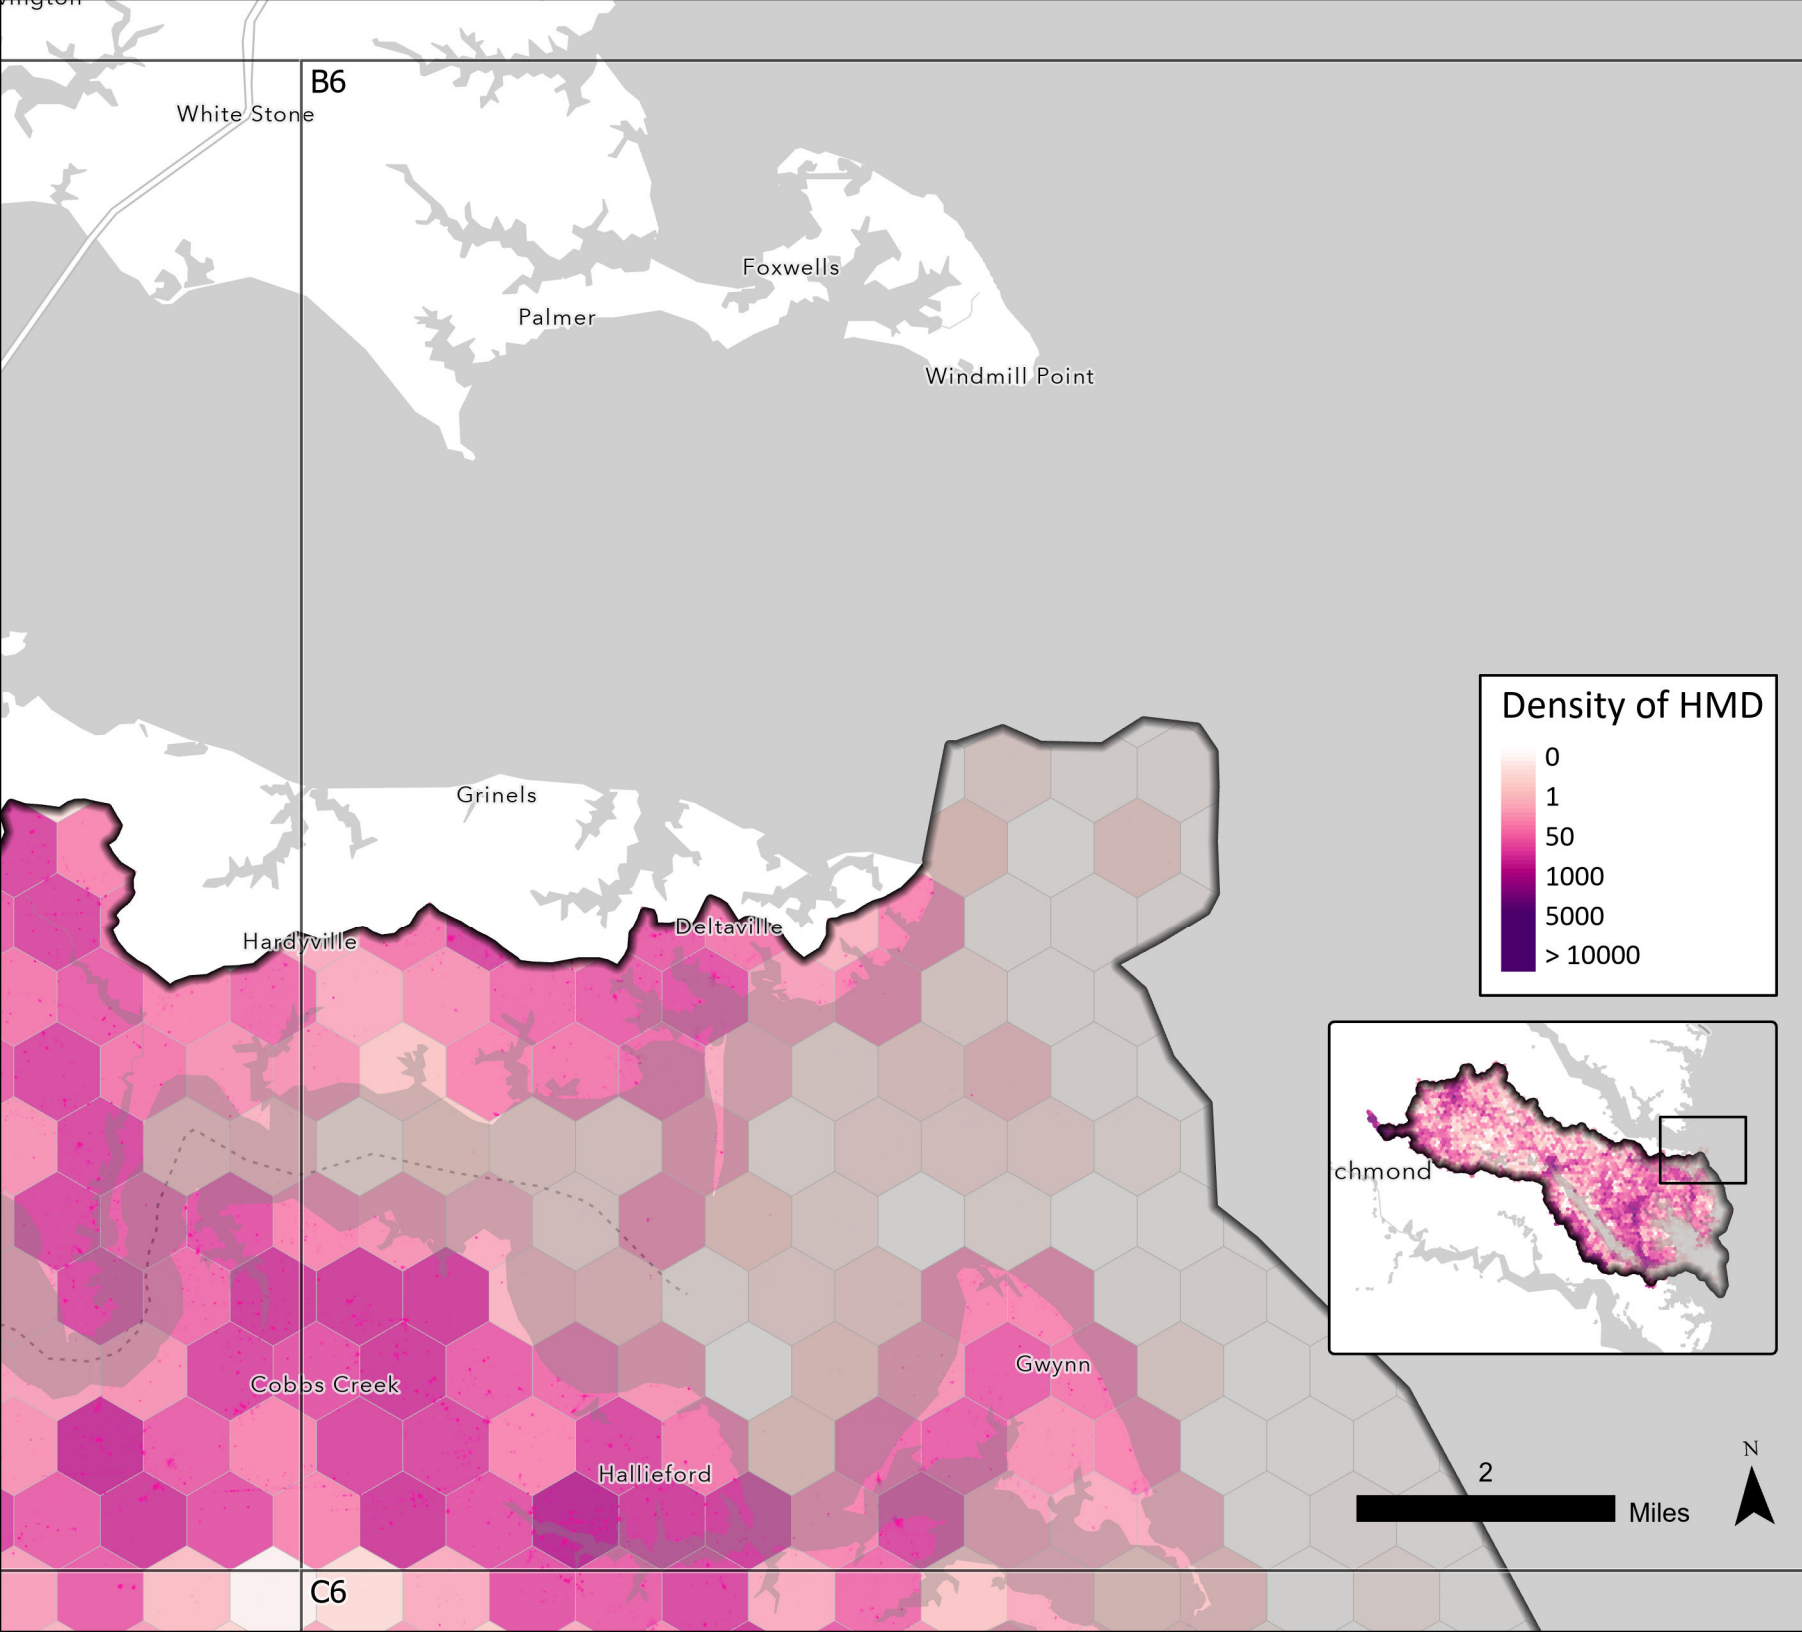 B6
White Stone
Foxwells
Palmer
Windmill Point
Density of HMD
0
1
50
1000
5000
> 10000
Grinels
Deltaville
Hardyville
chmond
Gwynn
Cobbs Creek
Hallieford
N
2
Miles
C6